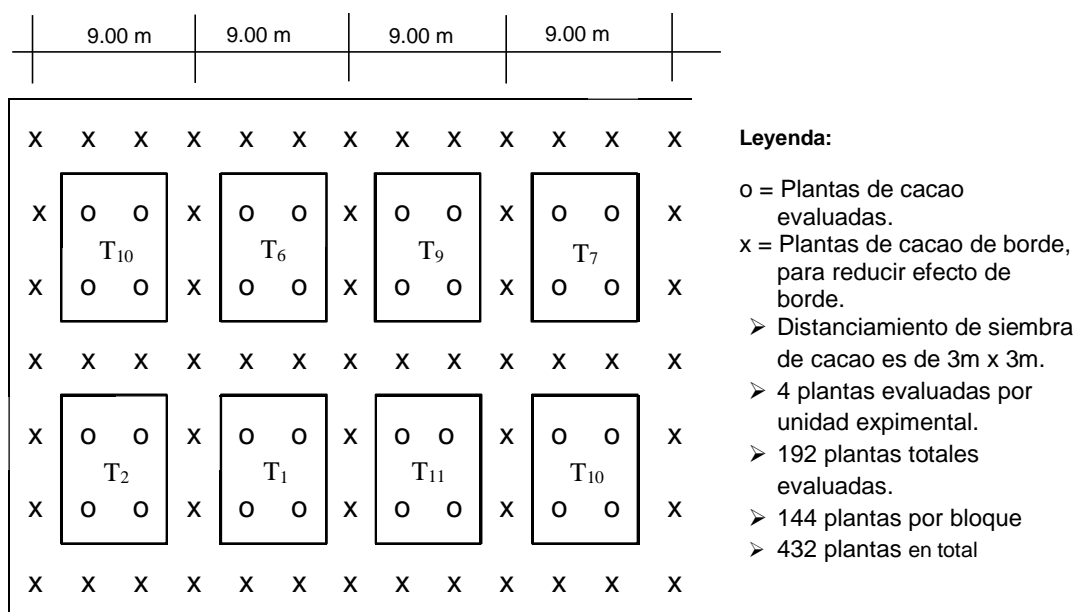 9.00 m 9.00 m 9.00 m 9.00 m
x x x x x x x x x x x x x
x o o x o o x o o x o o x
T10 T6 T9 T7
x o o x o o x o o x o o x
x x x x x x x x x x x x x
x o o x o o x o o x o o x
T2 T1 T11 T10
x o o x o o x o o x o o x
x x x x x x x x x x x x x
Leyenda:
o = Plantas de cacao
evaluadas.
x = Plantas de cacao de borde,
para reducir efecto de
borde.
➢ Distanciamiento de siembra
de cacao es de 3m x 3m.
➢ 4 plantas evaluadas por
unidad expimental.
➢ 192 plantas totales
evaluadas.
➢ 144 plantas por bloque
➢ 432 plantas en total